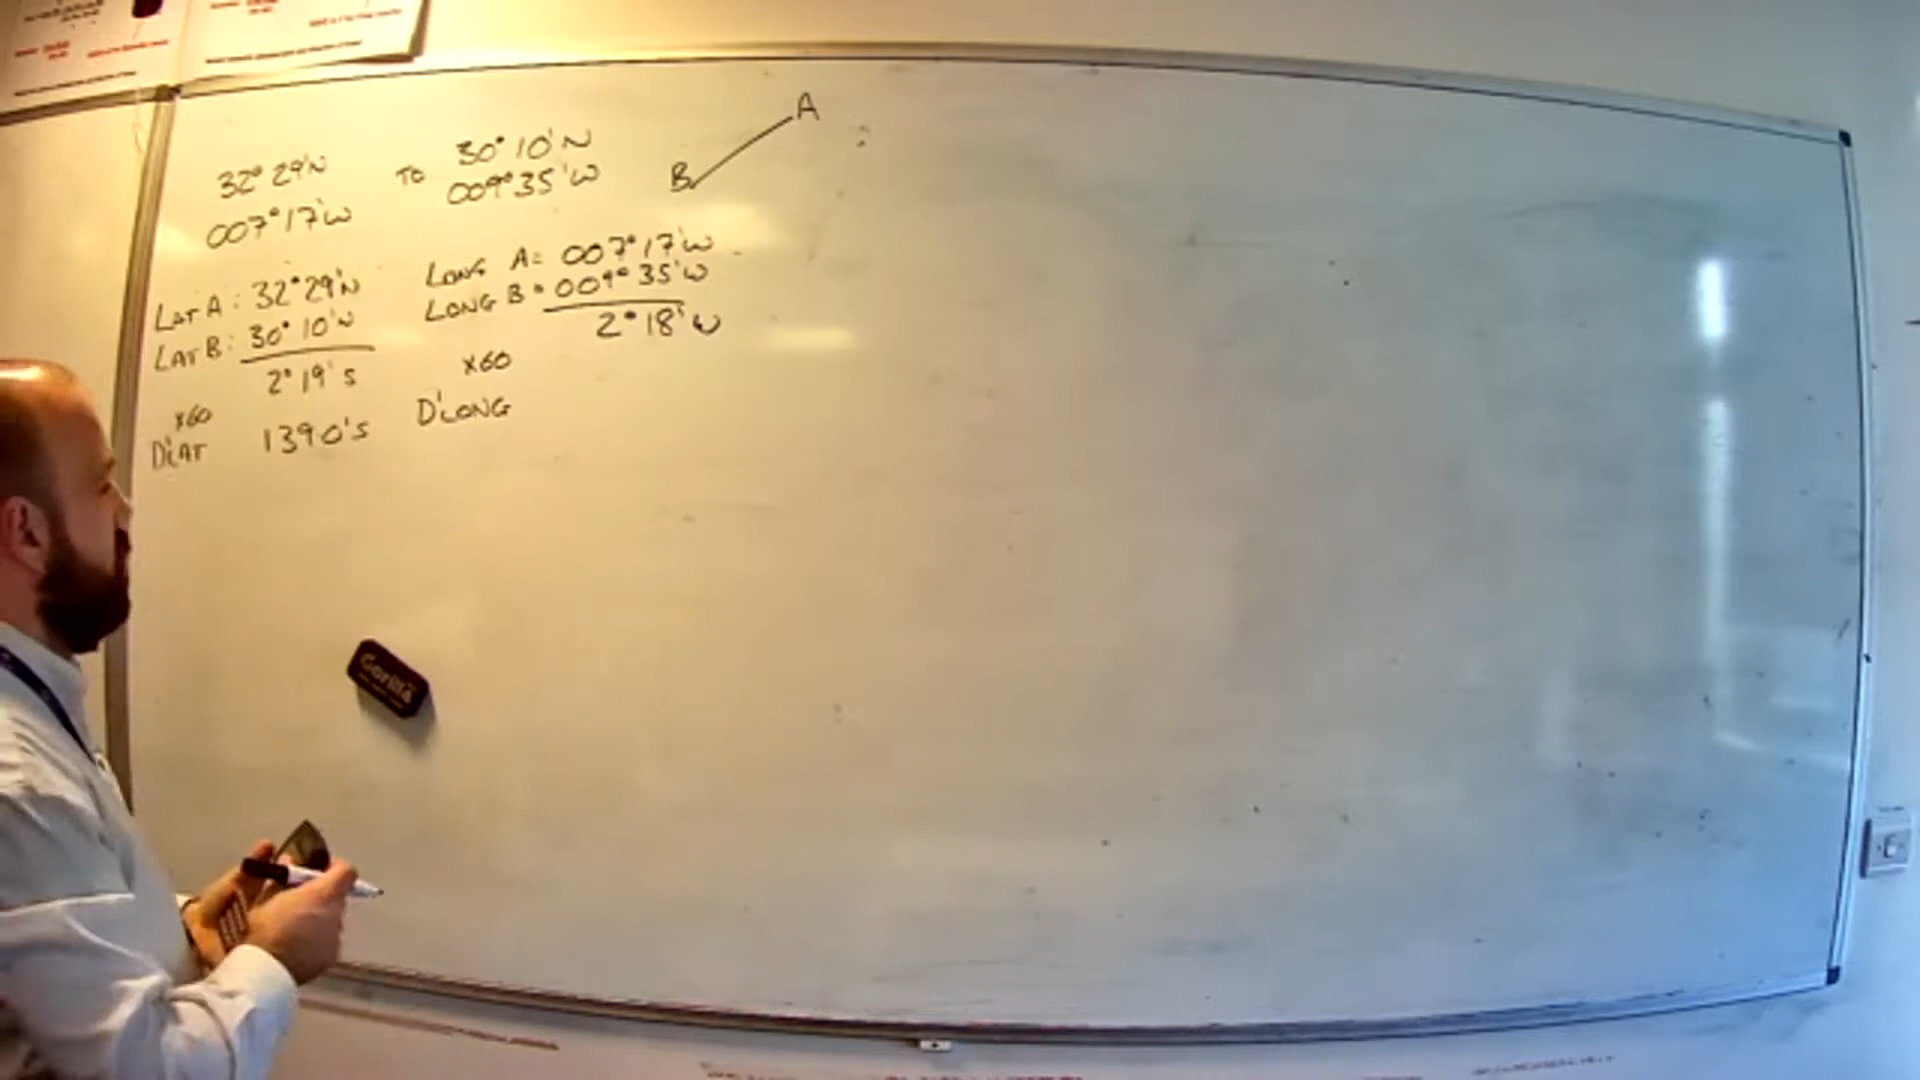 32° 29'N
007° 17'W
TO
30° 10'N
009° 35'W
A
B
LAT A: 32° 29'N
LAT B: 30° 10'N
2° 19' S
x60
D'LAT 139.0'S
LONG A= 007° 17'W
LONG B= 009° 35'W
2° 18' W
x60
D'LONG
Gorilla